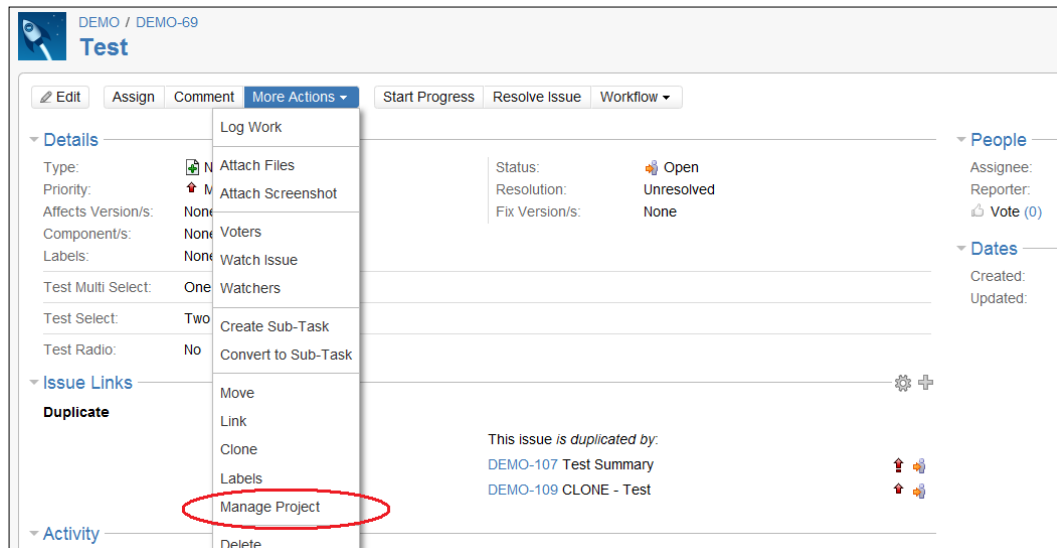 DEMO / DEMO-69
Test
Edit Assign Comment More Actions Start Progress Resolve Issue Workflow
Log Work
Attach Files
Attach Screenshot
Voters
Watch Issue
Watchers
Create Sub-Task
Convert to Sub-Task
Move
Link
Clone
Labels
Manage Project
Delete
Details
Type: N
Priority: M
Affects Version/s: None
Component/s: None
Labels: None
Test Multi Select: One
Test Select: Two
Test Radio: No
Status: Open
Resolution: Unresolved
Fix Version/s: None
People
Assignee:
Reporter:
Vote (0)
Dates
Created:
Updated:
Issue Links
Duplicate
This issue is duplicated by:
DEMO-107 Test Summary
DEMO-109 CLONE - Test
Activity